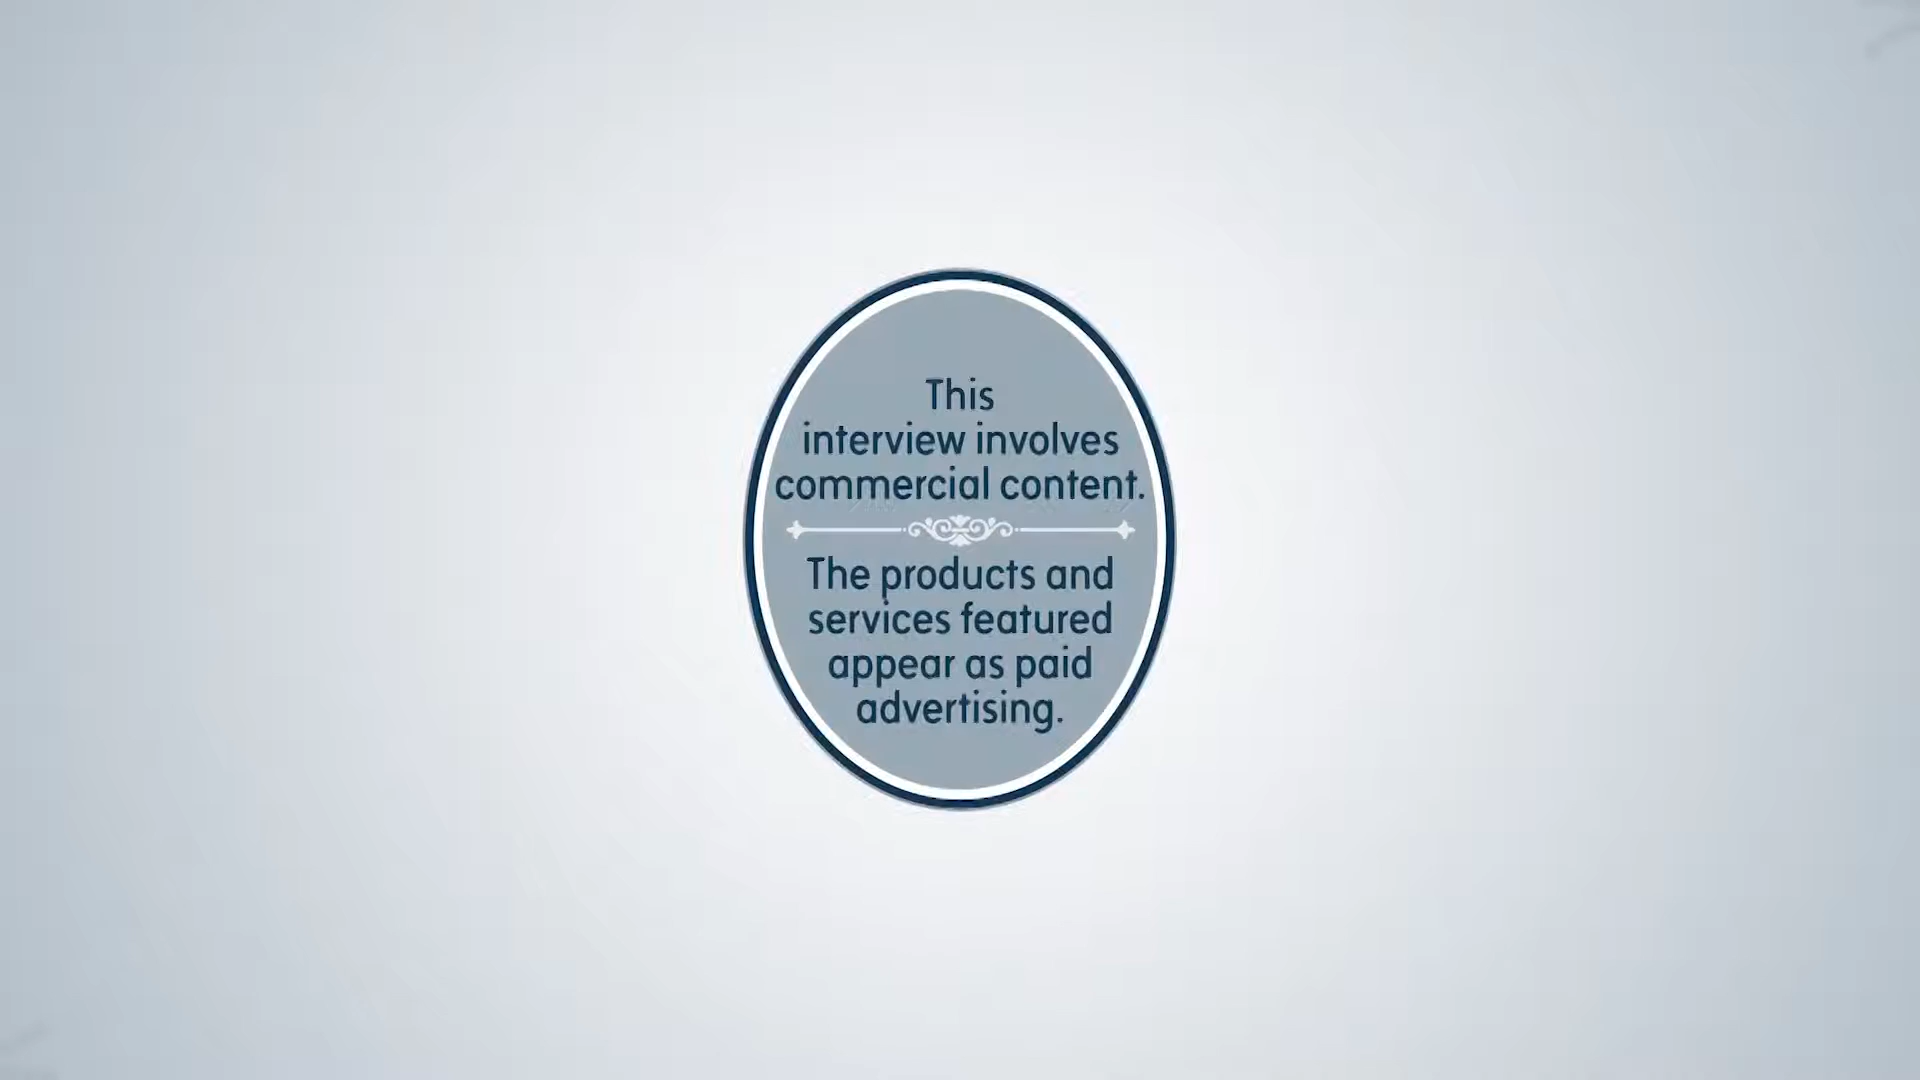 This
interview involves
commercial content.
The products and
services featured
appear as paid
advertising.